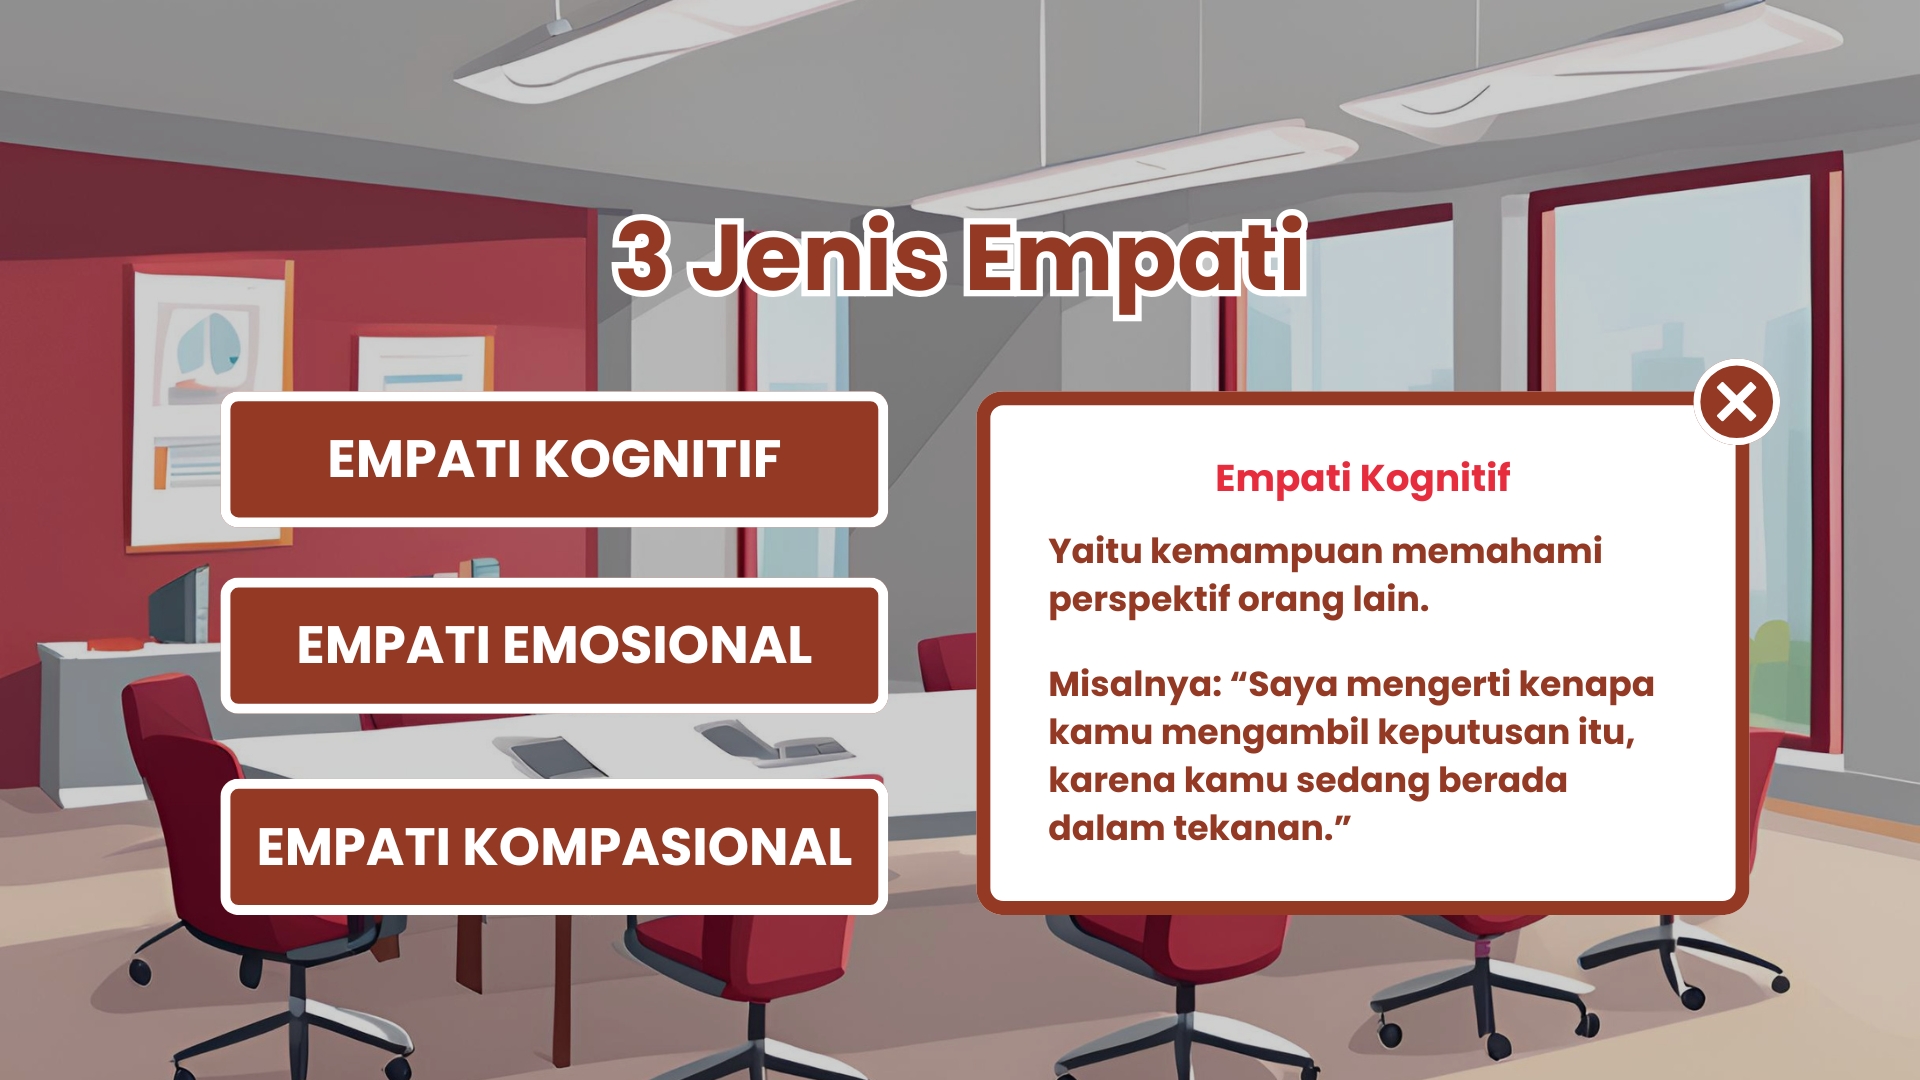 3 Jenis Empati
EMPATI KOGNITIF
EMPATI EMOSIONAL
EMPATI KOMPASIONAL
Empati Kognitif
Yaitu kemampuan memahami
perspektif orang lain.
Misalnya: “Saya mengerti kenapa
kamu mengambil keputusan itu,
karena kamu sedang berada
dalam tekanan.”